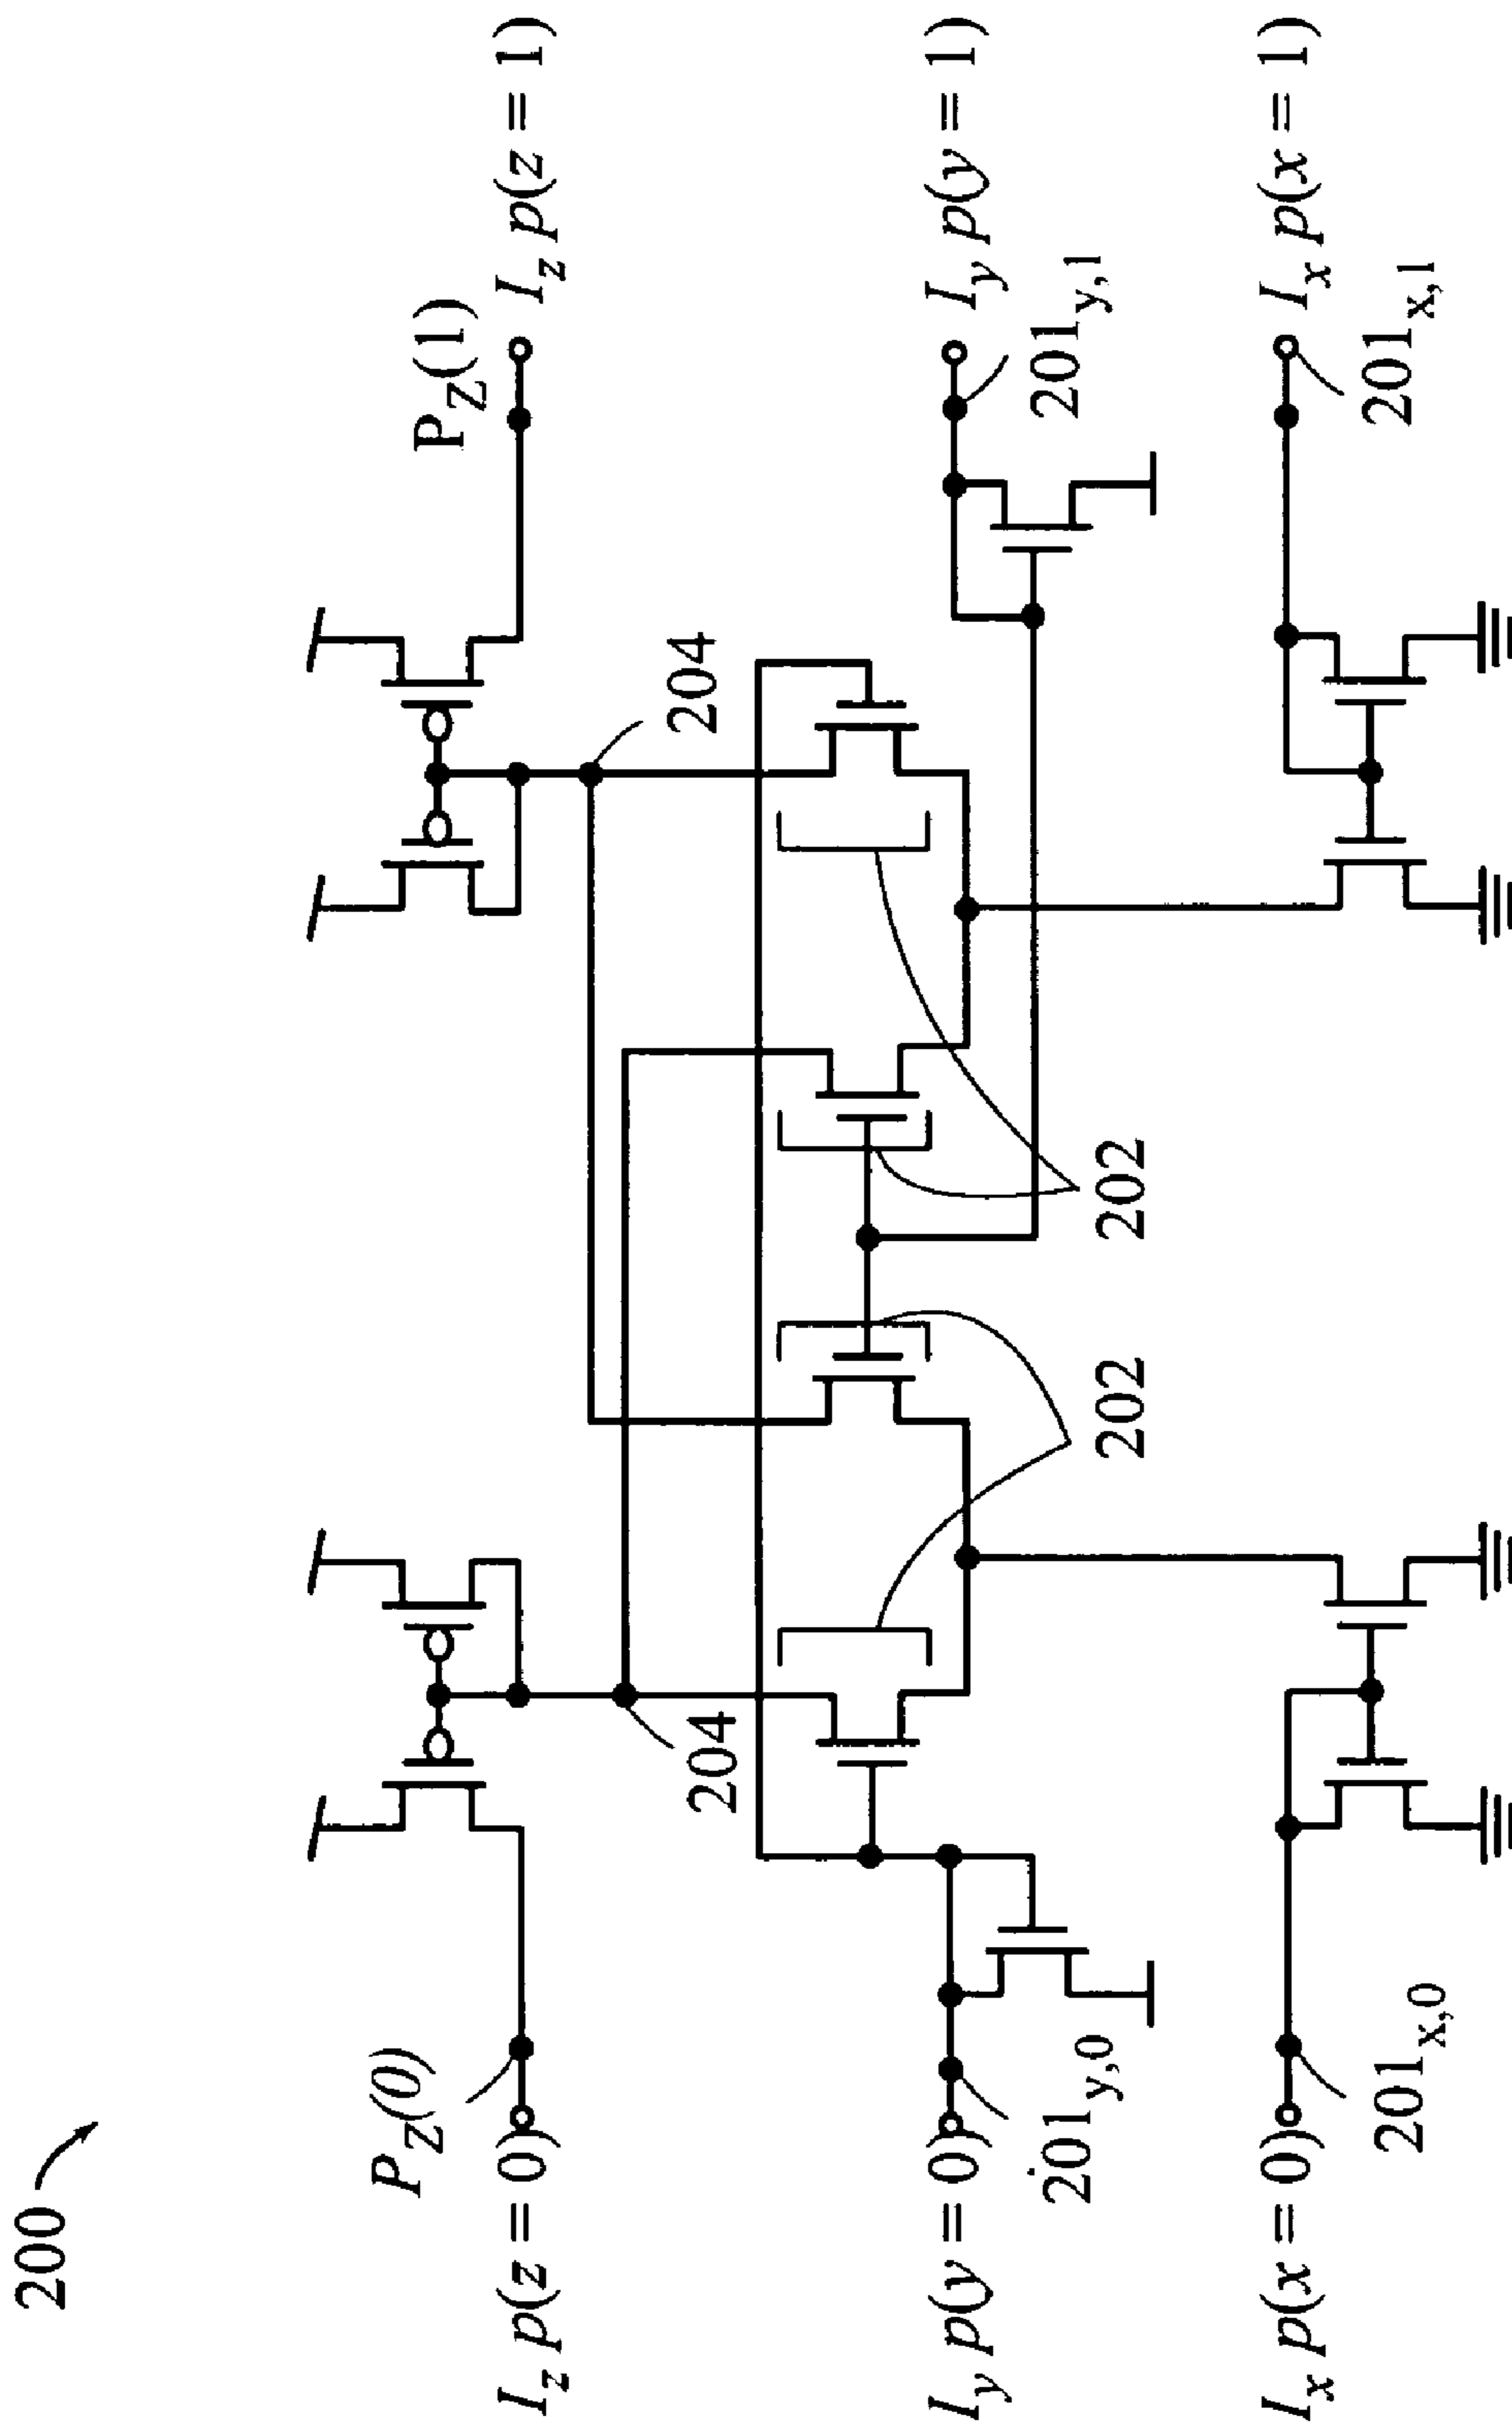 200
P_Z(0)
I_z p(z = 0)
P_Z(1)
I_z p(z = 1)
204
204
202
202
I_y p(y = 0)
201_y,0
I_y p(y = 1)
201_y,1
I_x p(x = 0)
201_x,0
I_x p(x = 1)
201_x,1